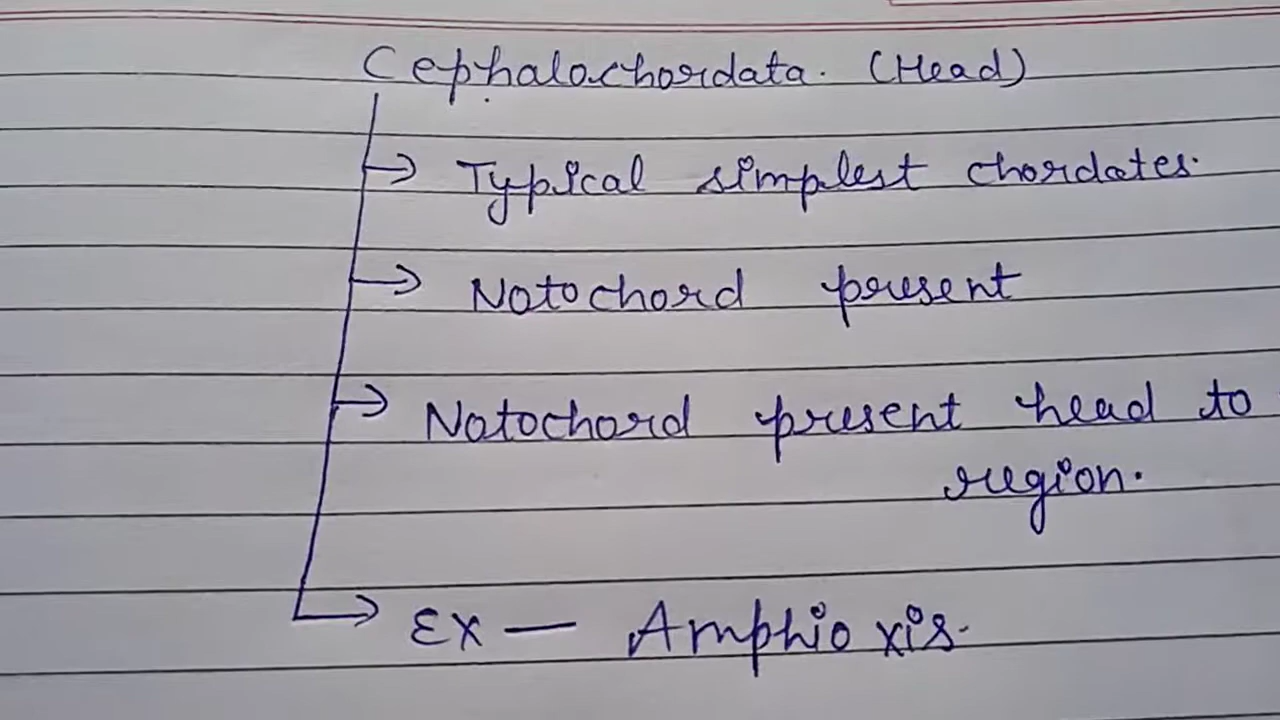 Cephalochordata. (Head)
→ Typical simplest chordates.
→ Notochord present
→ Notochord present head to
region.
→ Ex — Amphioxis.